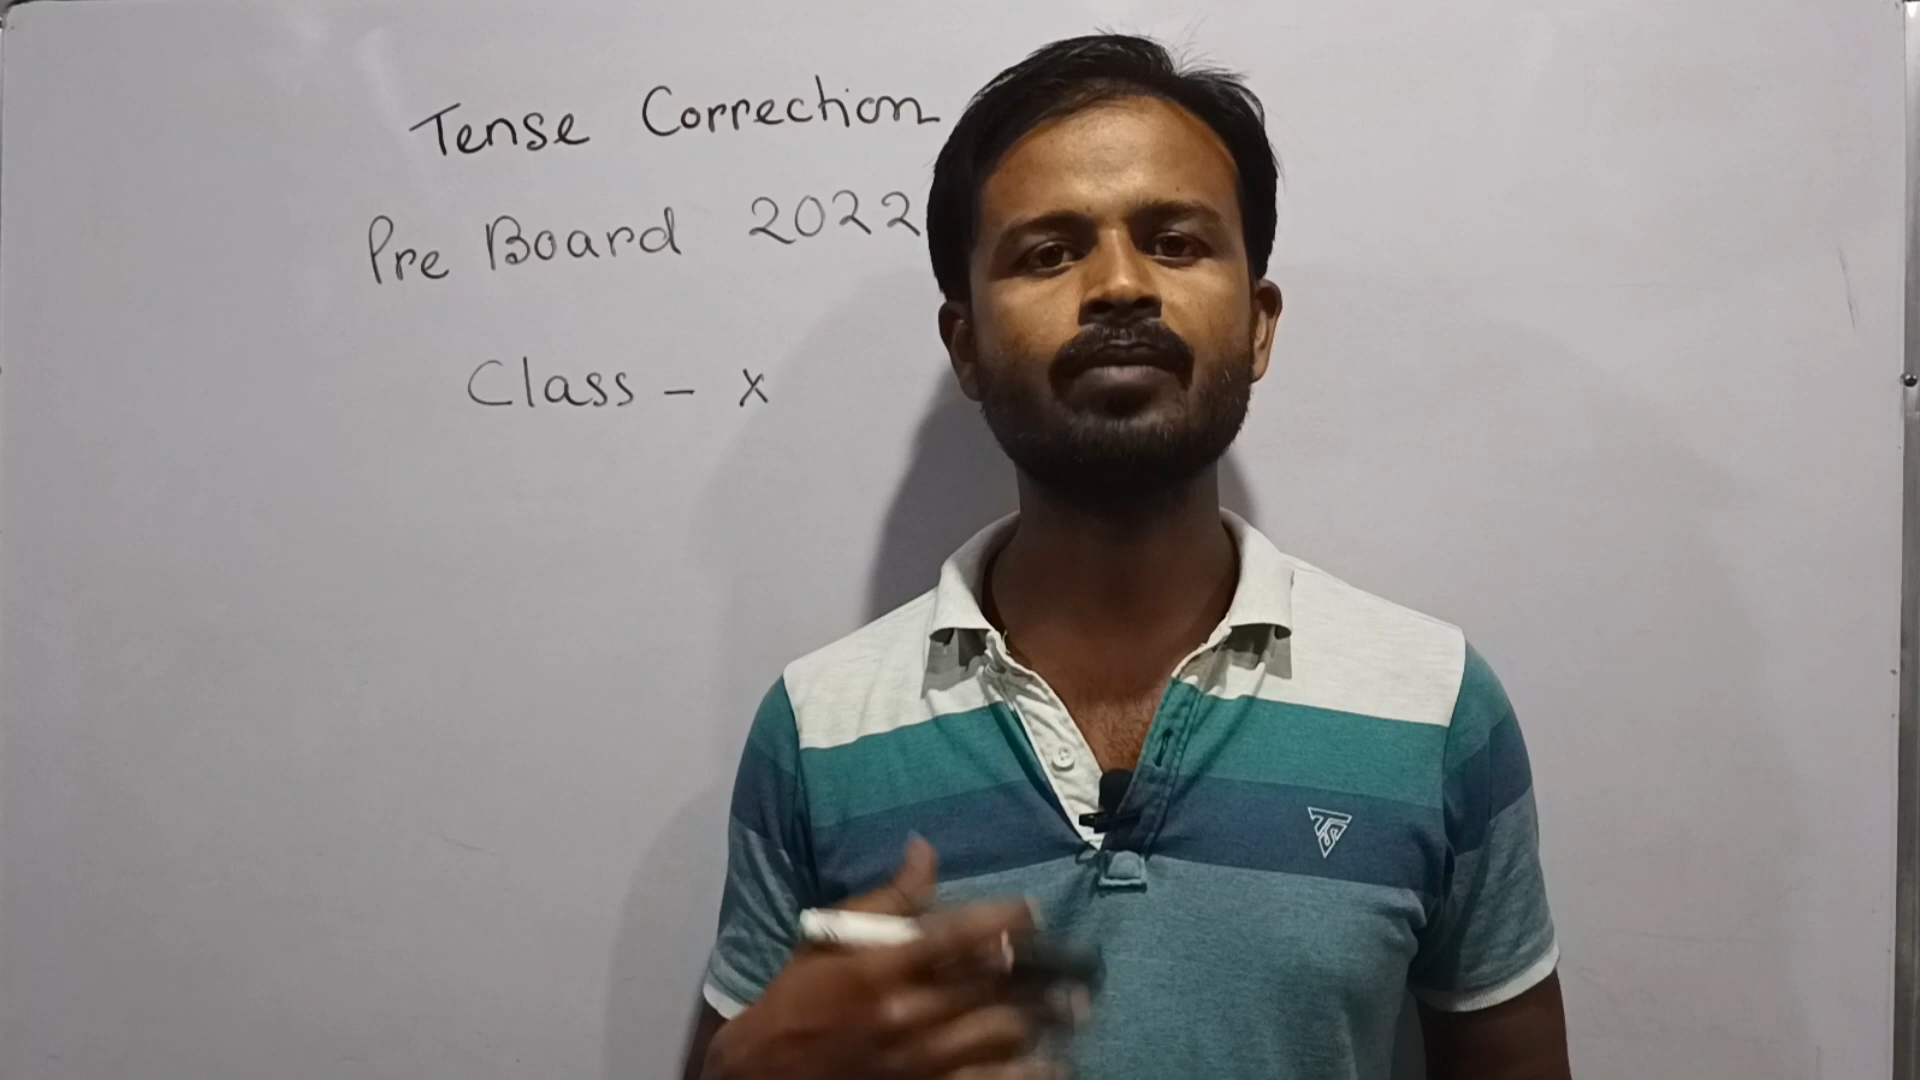 Tense Correction
Pre Board 2022
Class - X